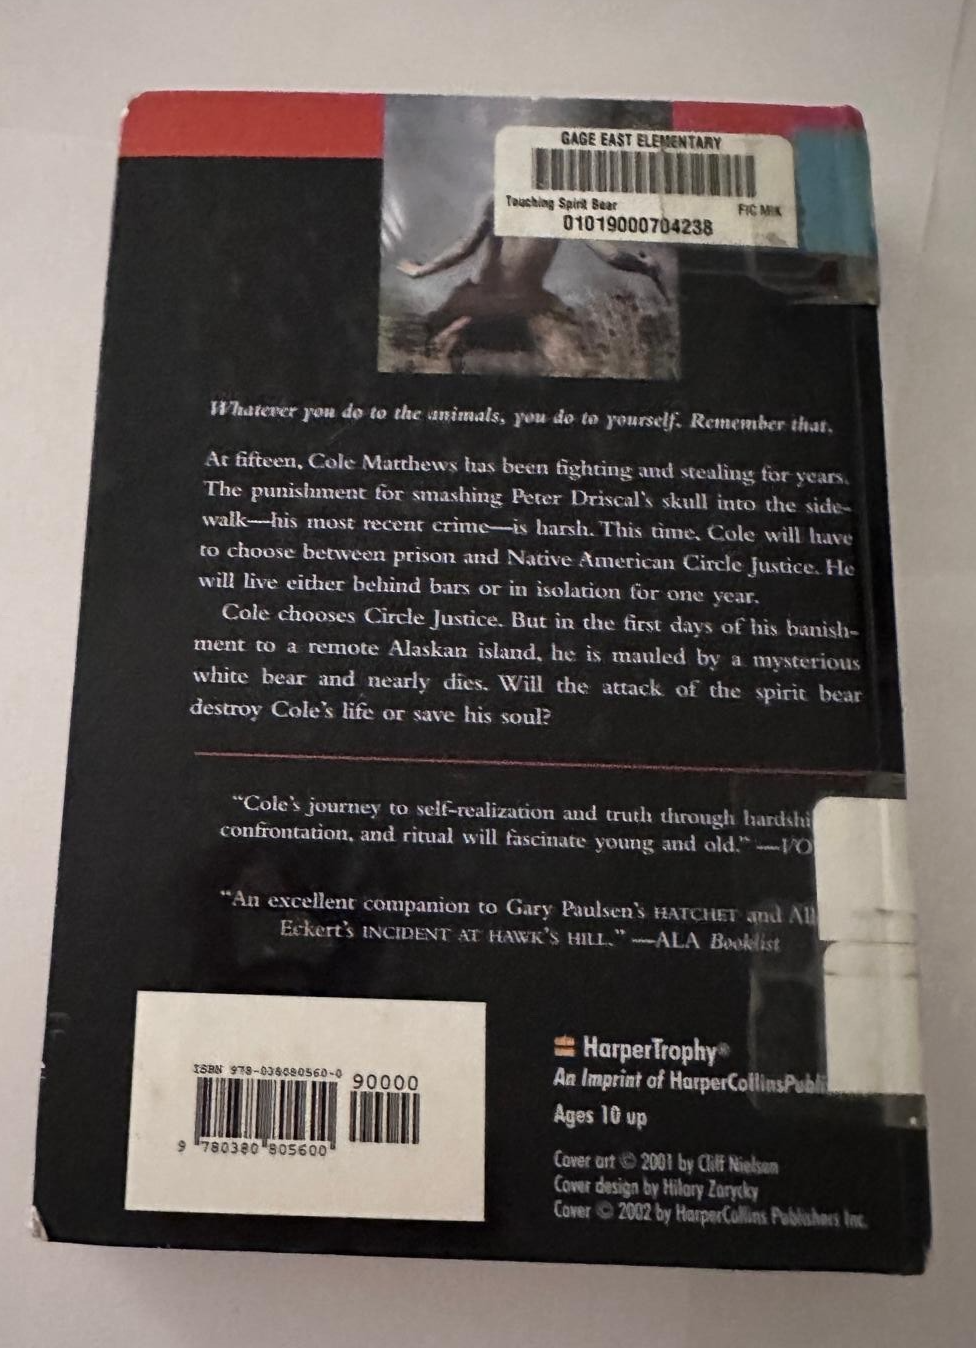 GAGE EAST ELEMENTARY
Touching Spirit Bear FIC MIK
01019000704238
Whatever you do to the animals, you do to yourself. Remember that.
At fifteen, Cole Matthews has been fighting and stealing for years.
The punishment for smashing Peter Driscal's skull into the side-
walk—his most recent crime—is harsh. This time, Cole will have
to choose between prison and Native American Circle Justice. He
will live either behind bars or in isolation for one year.
Cole chooses Circle Justice. But in the first days of his banish-
ment to a remote Alaskan island, he is mauled by a mysterious
white bear and nearly dies. Will the attack of the spirit bear
destroy Cole's life or save his soul?
"Cole's journey to self-realization and truth through hardshi
confrontation, and ritual will fascinate young and old." —VO
"An excellent companion to Gary Paulsen's HATCHET and All
Eckert's INCIDENT AT HAWK'S HILL." —ALA Booklist
ISBN 978-038080560-0
90000
9 780380 805600
HarperTrophy®
An Imprint of HarperCollinsPubli
Ages 10 up
Cover art © 2001 by Cliff Nielsen
Cover design by Hilary Zarycky
Cover © 2002 by HarperCollins Publishers Inc.